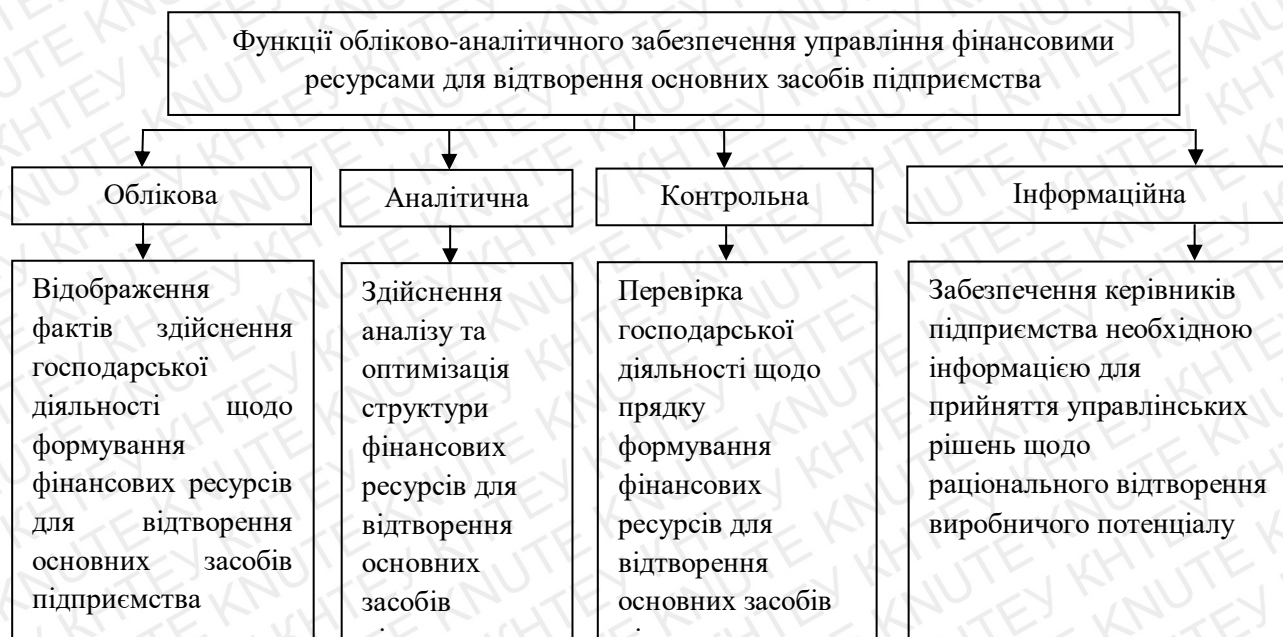 Функції обліково-аналітичного забезпечення управління фінансовими
ресурсами для відтворення основних засобів підприємства
Облікова
Аналітична
Контрольна
Інформаційна
Відображення
фактів здійснення
господарської
діяльності щодо
формування
фінансових ресурсів
для відтворення
основних засобів
підприємства
Здійснення
аналізу та
оптимізація
структури
фінансових
ресурсів для
відтворення
основних
засобів
Перевірка
господарської
діяльності щодо
прядку
формування
фінансових
ресурсів для
відтворення
основних засобів
Забезпечення керівників
підприємства необхідною
інформацією для
прийняття управлінських
рішень щодо
раціонального відтворення
виробничого потенціалу